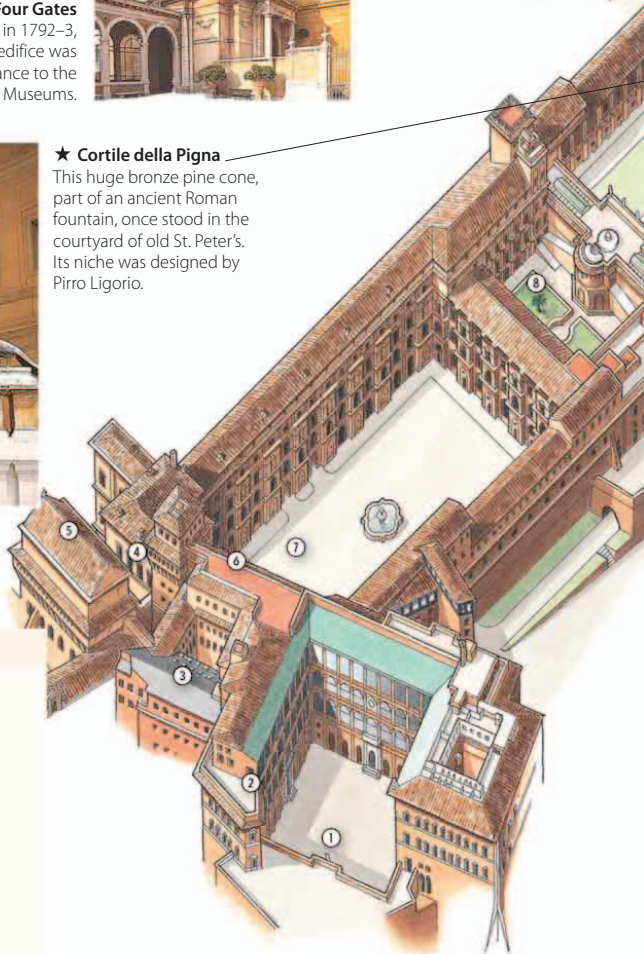 Four Gates
in 1792–3,
edifice was
ance to the
Museums.
★ Cortile della Pigna
This huge bronze pine cone,
part of an ancient Roman
fountain, once stood in the
courtyard of old St. Peter's.
Its niche was designed by
Pirro Ligorio.
8
5
4
6
7
3
2
1